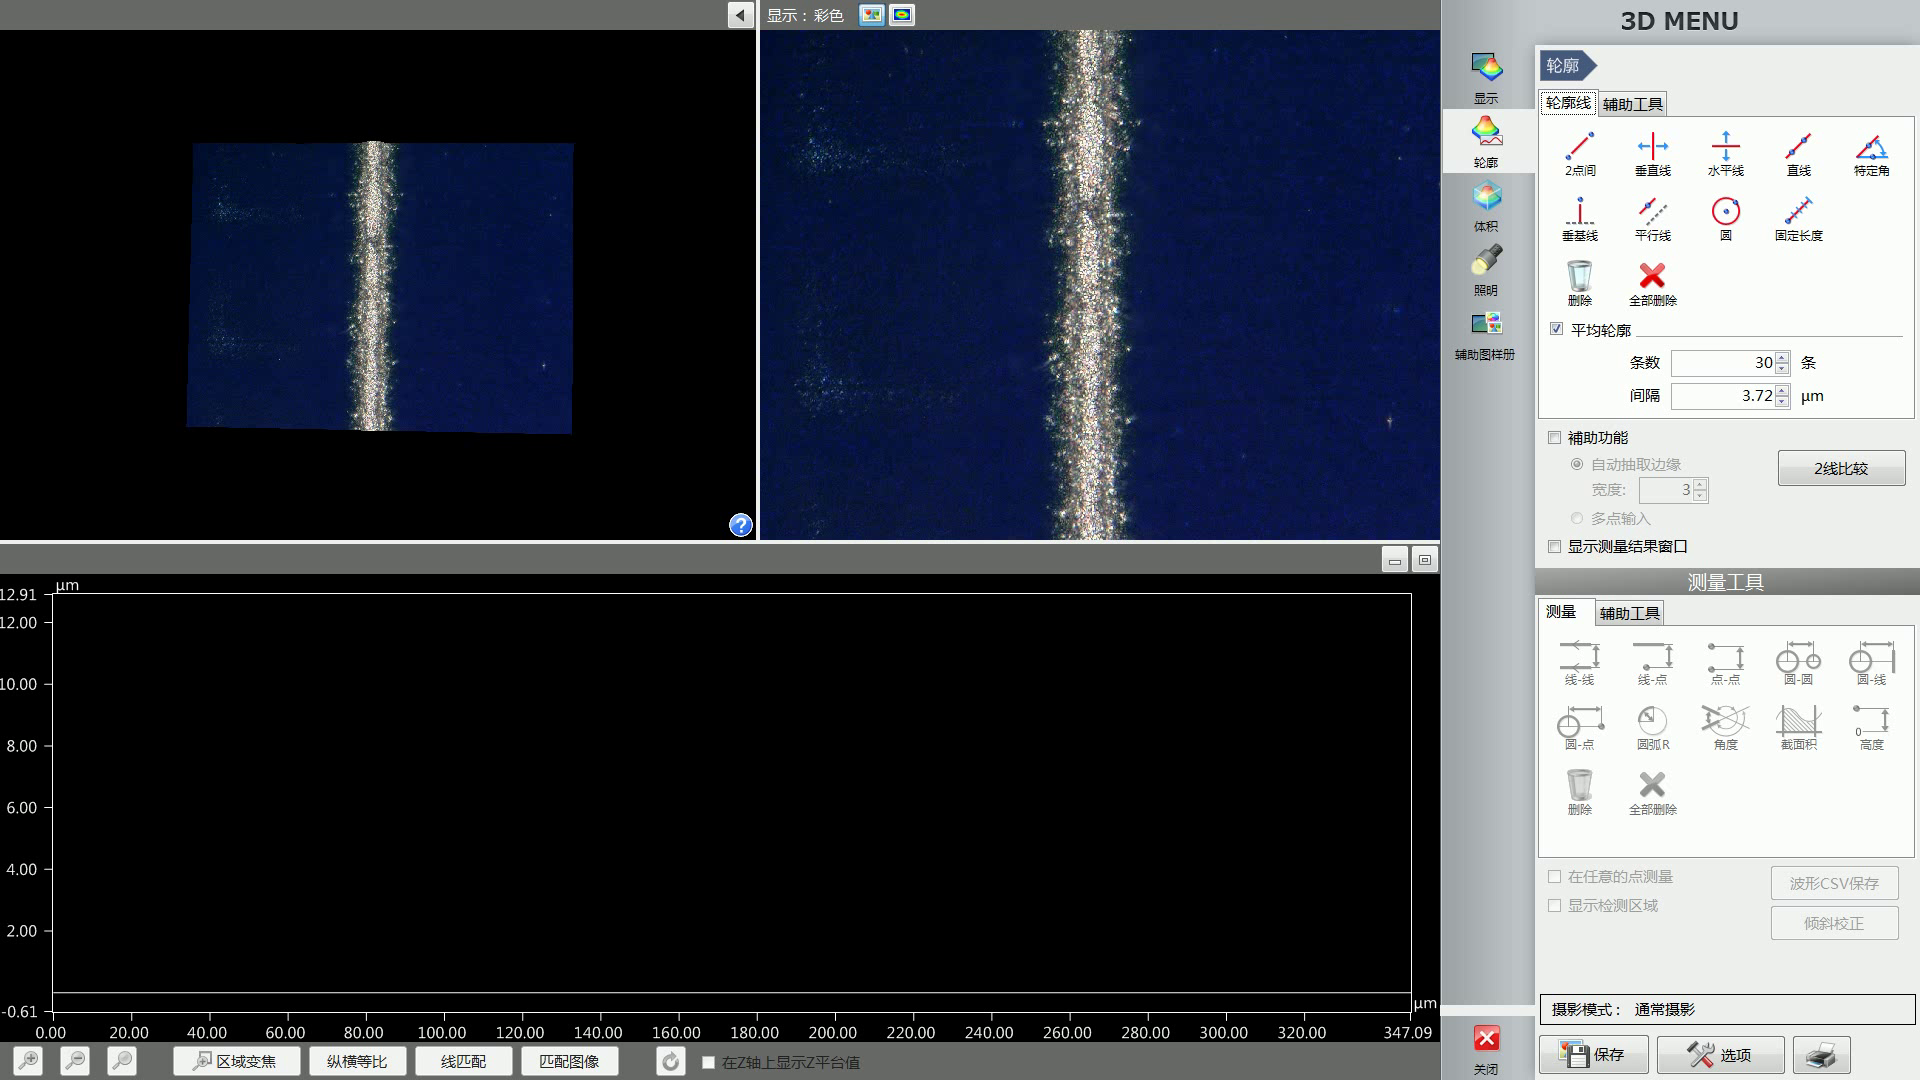 显示：彩色
3D MENU
显示
轮廓
体积
照明
辅助图样册
关闭
轮廓
轮廓线 辅助工具
2点间 垂直线 水平线 直线 特定角
垂基线 平行线 圆 固定长度
删除 全部删除
平均轮廓
条数 30 条
间隔 3.72 μm
補助功能
自动抽取边缘
宽度: 3
2线比较
多点输入
显示测量结果窗口
测量工具
测量 辅助工具
线-线 线-点 点-点 圆-圆 圆-线
圆-点 圆弧R 角度 截面积 高度
删除 全部删除
在任意的点测量
波形CSV保存
显示检测区域
倾斜校正
摄影模式： 通常摄影
保存 选项
μm
12.91
12.00
10.00
8.00
6.00
4.00
2.00
-0.61
μm
0.00 20.00 40.00 60.00 80.00 100.00 120.00 140.00 160.00 180.00 200.00 220.00 240.00 260.00 280.00 300.00 320.00 347.09
区域变焦 纵横等比 线匹配 匹配图像 在Z轴上显示Z平台值